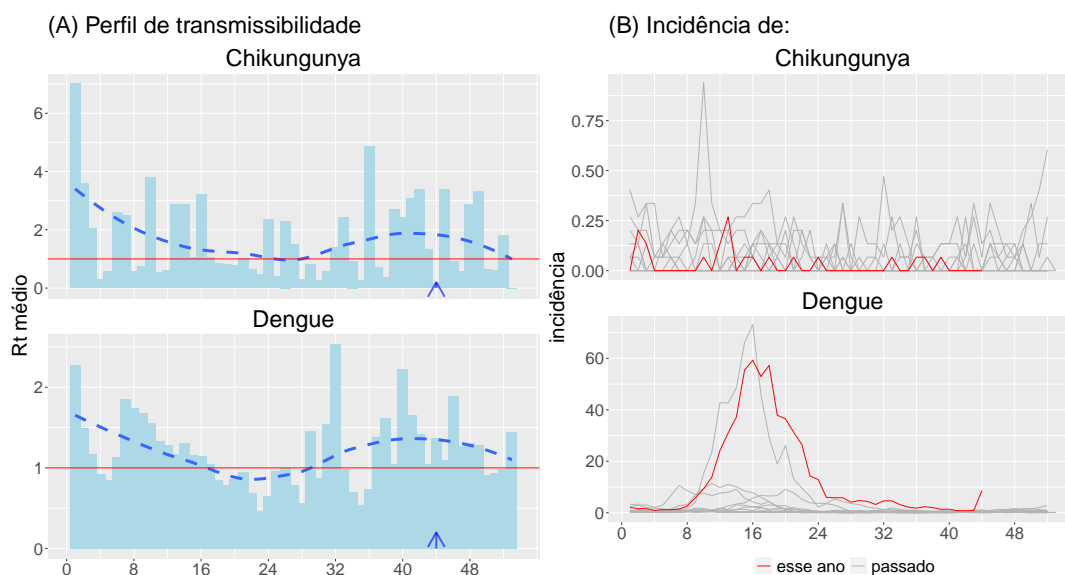 (A) Perfil de transmissibilidade
Chikungunya
6
4
2
0
Dengue
2
1
0
Rt médio
0 8 16 24 32 40 48
(B) Incidência de:
Chikungunya
0.75
0.50
0.25
0.00
Dengue
60
40
20
0
incidência
0 8 16 24 32 40 48
esse ano passado